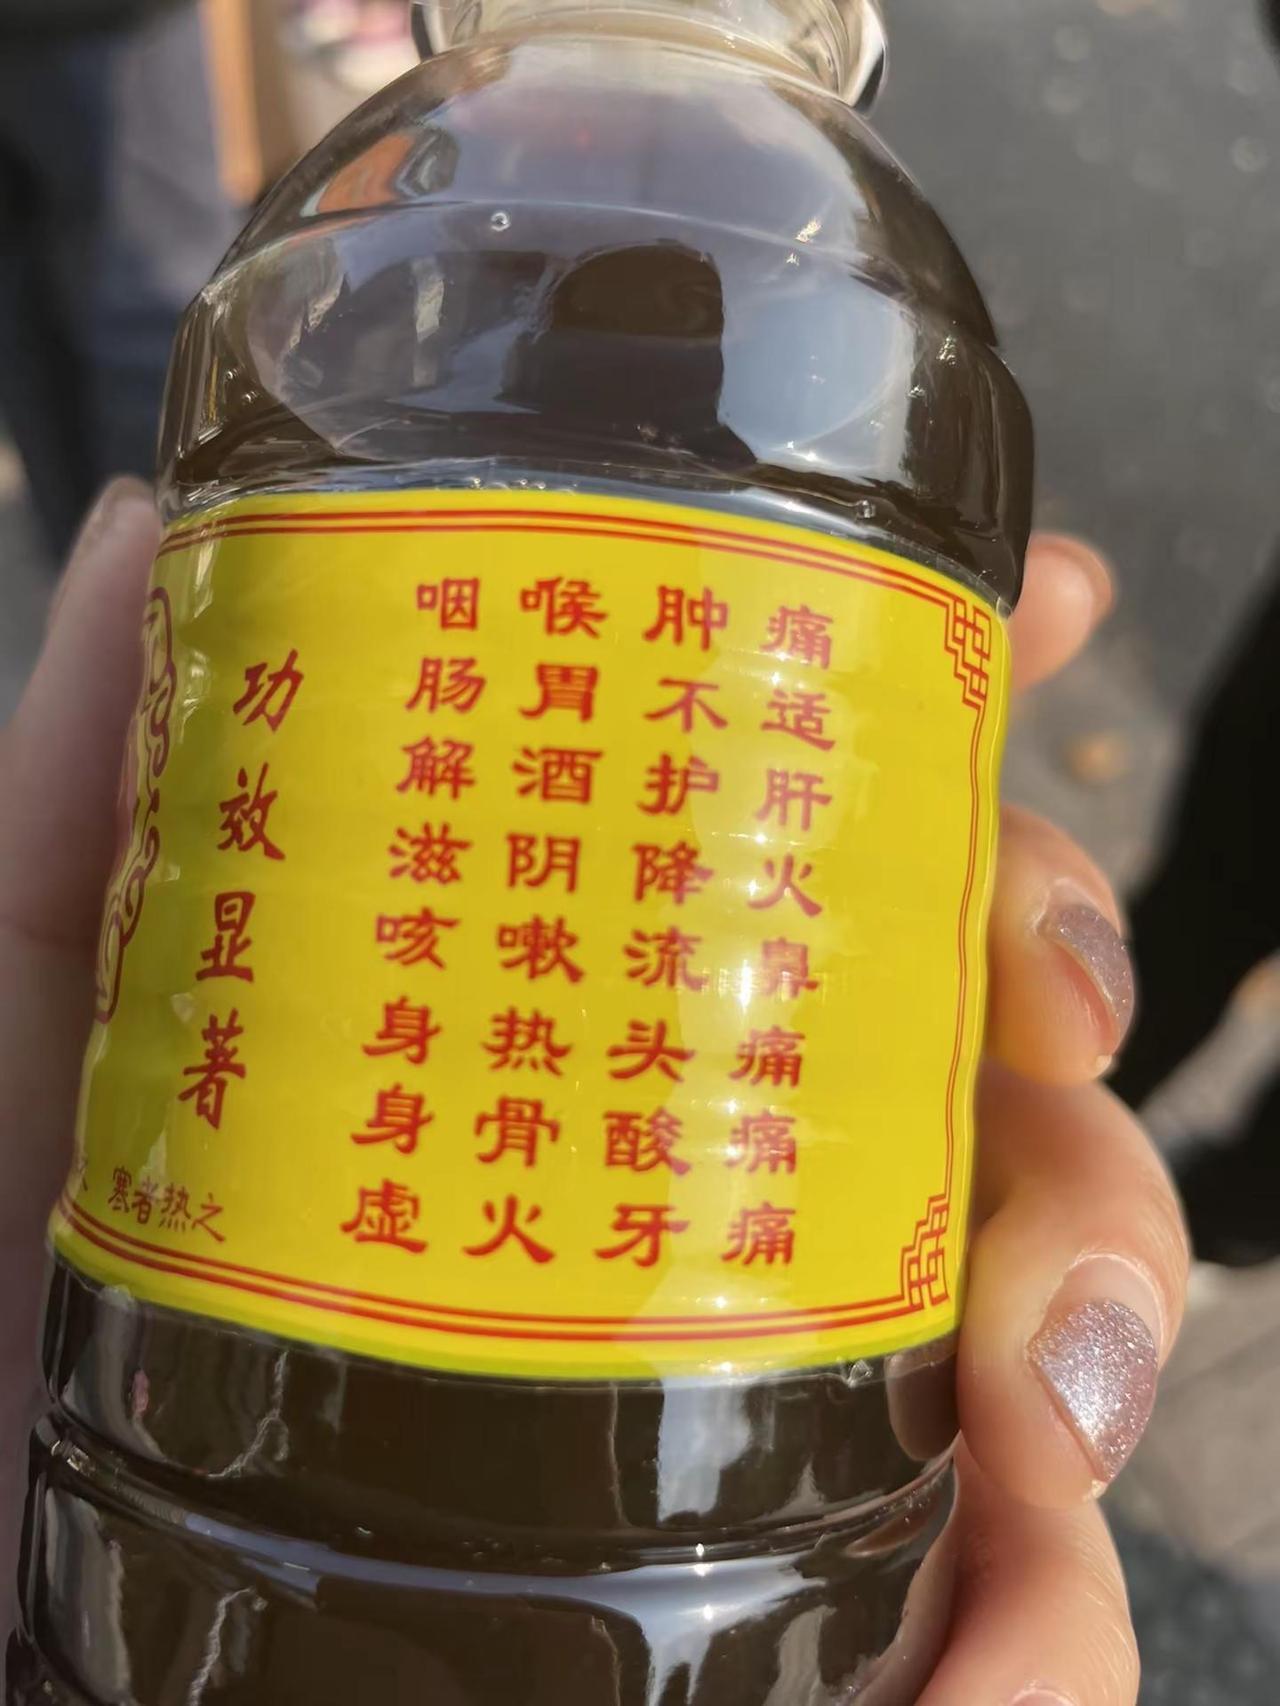 功效显著
咽喉肿痛
肠胃不适
解酒护肝
滋阴降火
咳嗽流鼻
身热头痛
身骨酸痛
虚火牙痛
寒者热之